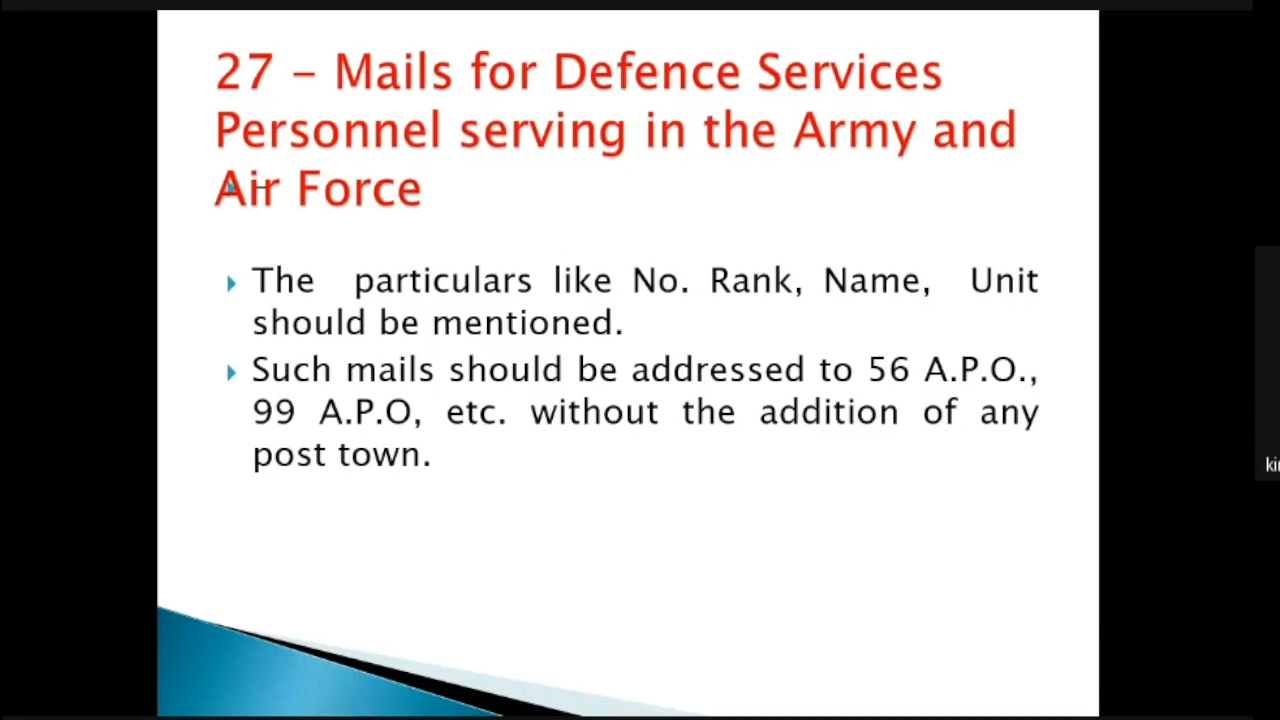 27 – Mails for Defence Services
Personnel serving in the Army and
Air Force
The particulars like No. Rank, Name, Unit
should be mentioned.
Such mails should be addressed to 56 A.P.O.,
99 A.P.O, etc. without the addition of any
post town.